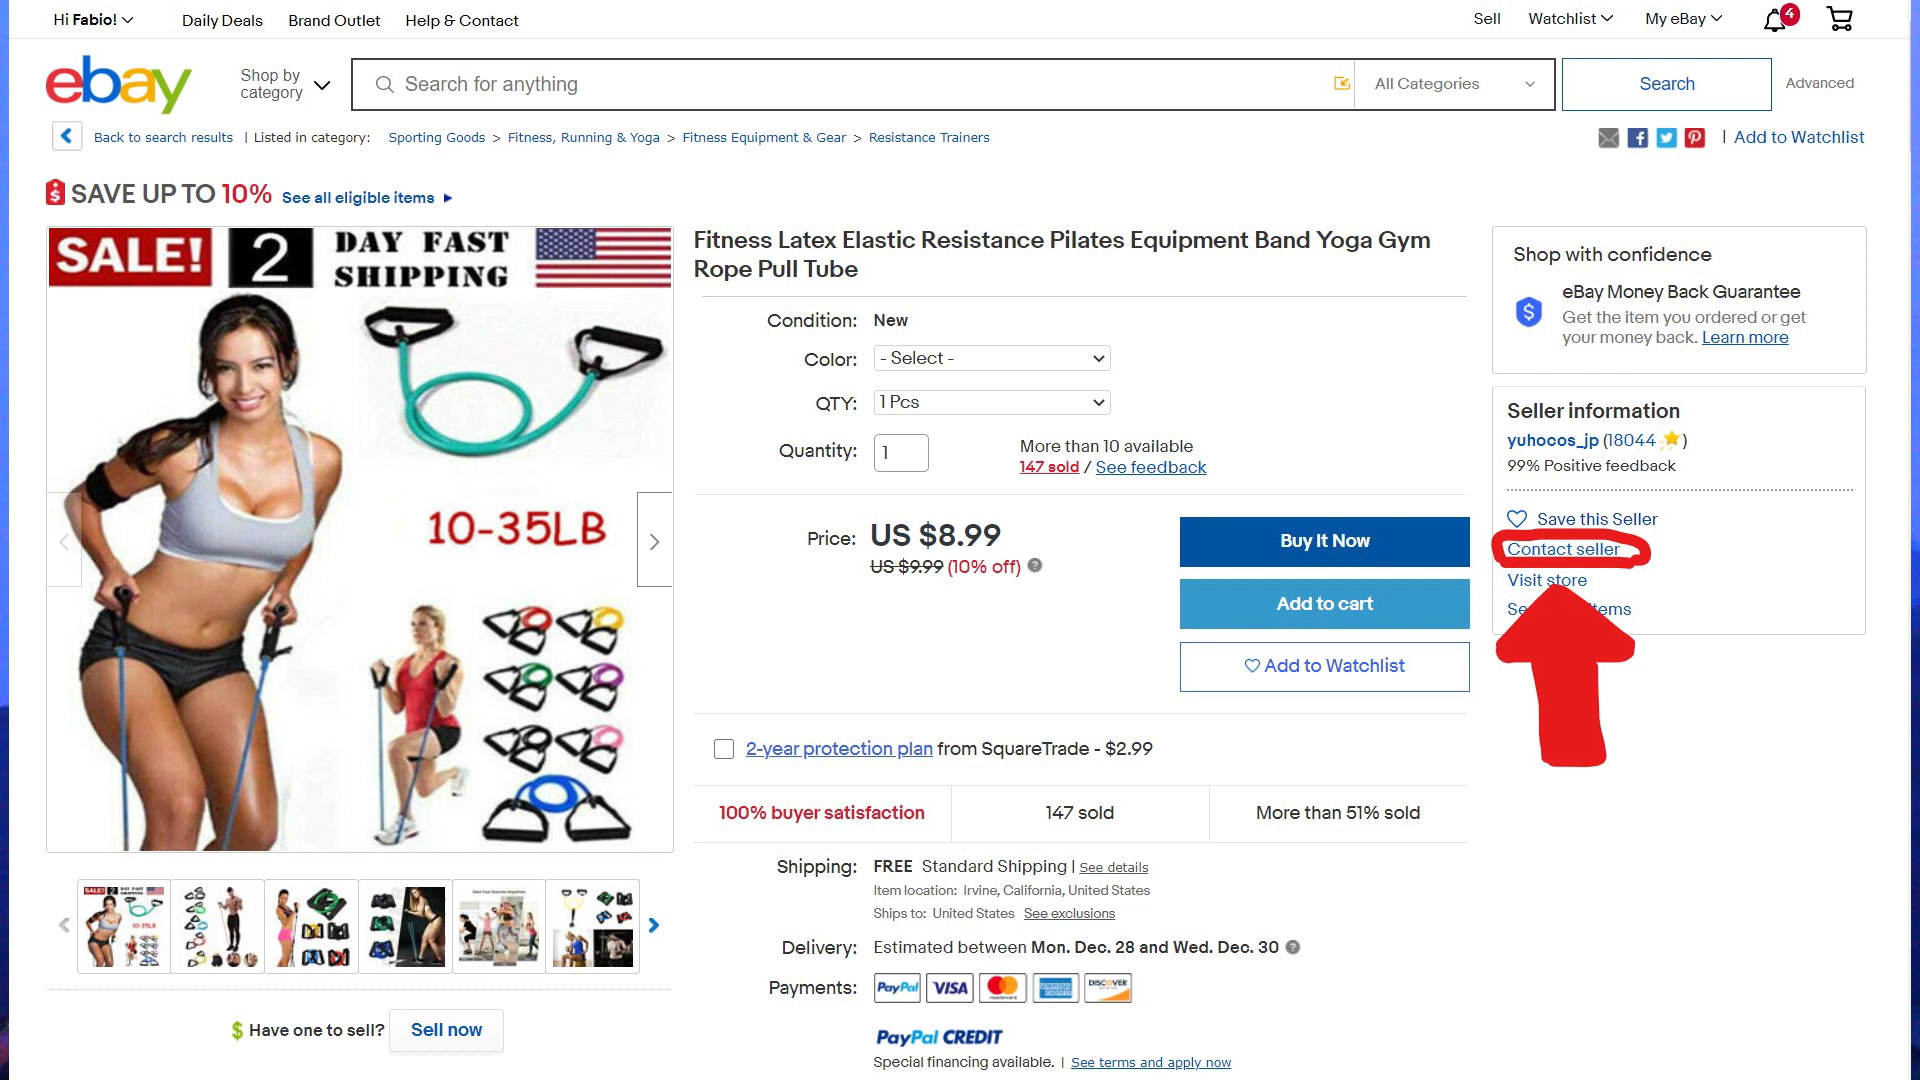 Hi Fabio!
Daily Deals
Brand Outlet
Help & Contact
Sell
Watchlist
My eBay
4
ebay
Shop by
category
Search for anything
All Categories
Search
Advanced
Back to search results | Listed in category: Sporting Goods > Fitness, Running & Yoga > Fitness Equipment & Gear > Resistance Trainers
| Add to Watchlist
SAVE UP TO 10% See all eligible items
SALE! 2 DAY FAST
SHIPPING
10-35LB
Fitness Latex Elastic Resistance Pilates Equipment Band Yoga Gym
Rope Pull Tube
Condition: New
Color: - Select -
QTY: 1 Pcs
Quantity: 1
More than 10 available
147 sold / See feedback
Price: US $8.99
US $9.99 (10% off)
Buy It Now
Add to cart
Add to Watchlist
2-year protection plan from SquareTrade - $2.99
100% buyer satisfaction
147 sold
More than 51% sold
Shipping: FREE Standard Shipping | See details
Item location: Irvine, California, United States
Ships to: United States See exclusions
Delivery: Estimated between Mon. Dec. 28 and Wed. Dec. 30
Payments: PayPal VISA mastercard AMERICAN EXPRESS DISCOVER
PayPal CREDIT
Special financing available. | See terms and apply now
Shop with confidence
eBay Money Back Guarantee
Get the item you ordered or get
your money back. Learn more
Seller information
yuhocos_jp (18044)
99% Positive feedback
Save this Seller
Contact seller
Visit store
SALE! 2 DAY FAST
SHIPPING
10-35LB
Have one to sell? Sell now